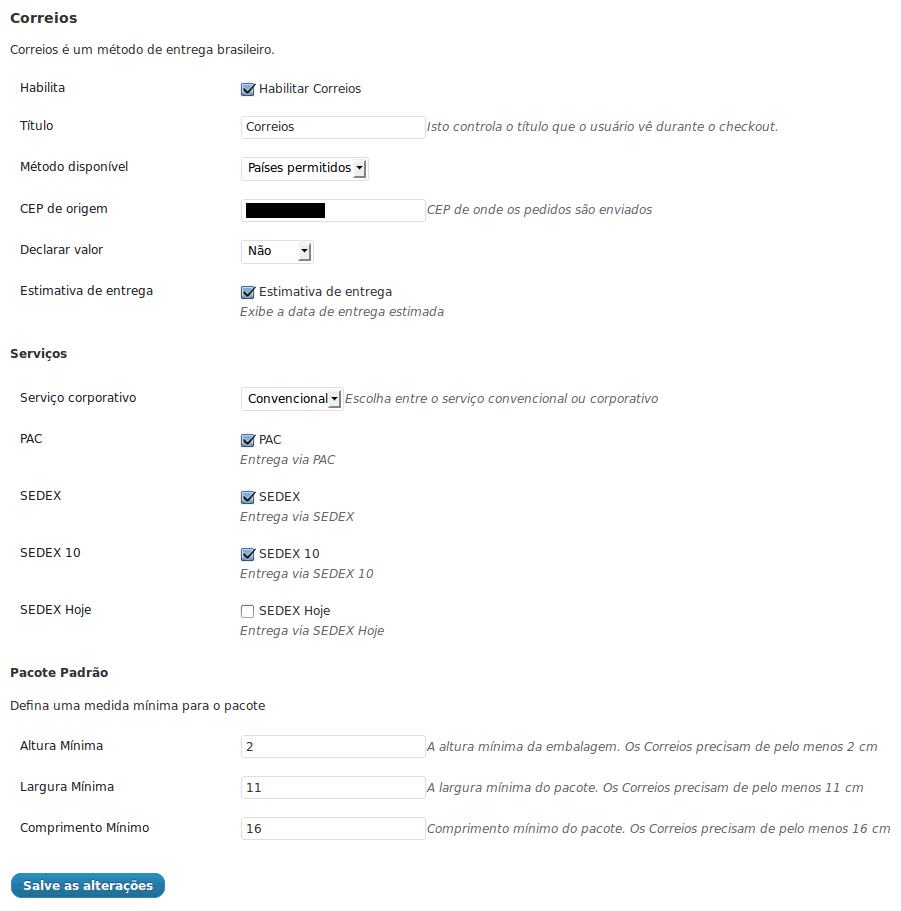 Correios
Correios é um método de entrega brasileiro.
Habilita Habilitar Correios
Título Correios Isto controla o título que o usuário vê durante o checkout.
Método disponível Países permitidos
CEP de origem CEP de onde os pedidos são enviados
Declarar valor Não
Estimativa de entrega Estimativa de entrega
Exibe a data de entrega estimada
Serviços
Serviço corporativo Convencional Escolha entre o serviço convencional ou corporativo
PAC PAC
Entrega via PAC
SEDEX SEDEX
Entrega via SEDEX
SEDEX 10 SEDEX 10
Entrega via SEDEX 10
SEDEX Hoje SEDEX Hoje
Entrega via SEDEX Hoje
Pacote Padrão
Defina uma medida mínima para o pacote
Altura Mínima 2 A altura mínima da embalagem. Os Correios precisam de pelo menos 2 cm
Largura Mínima 11 A largura mínima do pacote. Os Correios precisam de pelo menos 11 cm
Comprimento Mínimo 16 Comprimento mínimo do pacote. Os Correios precisam de pelo menos 16 cm
Salve as alterações